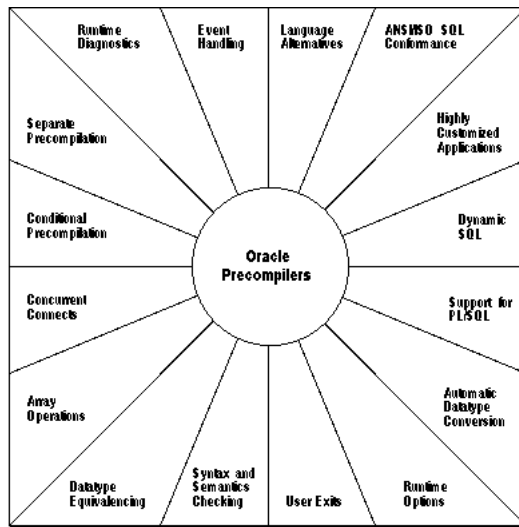 Runtime
Diagnostics
Event
Handling
Language
Alternatives
ANSI/ISO SQL
Conformance
Highly
Customized
Applications
Dynamic
SQL
Support for
PL/SQL
Automatic
Datatype
Conversion
Runtime
Options
User Exits
Syntax and
Semantics
Checking
Datatype
Equivalencing
Array
Operations
Concurrent
Connects
Conditional
Precompilation
Separate
Precompilation
Oracle
Precompilers